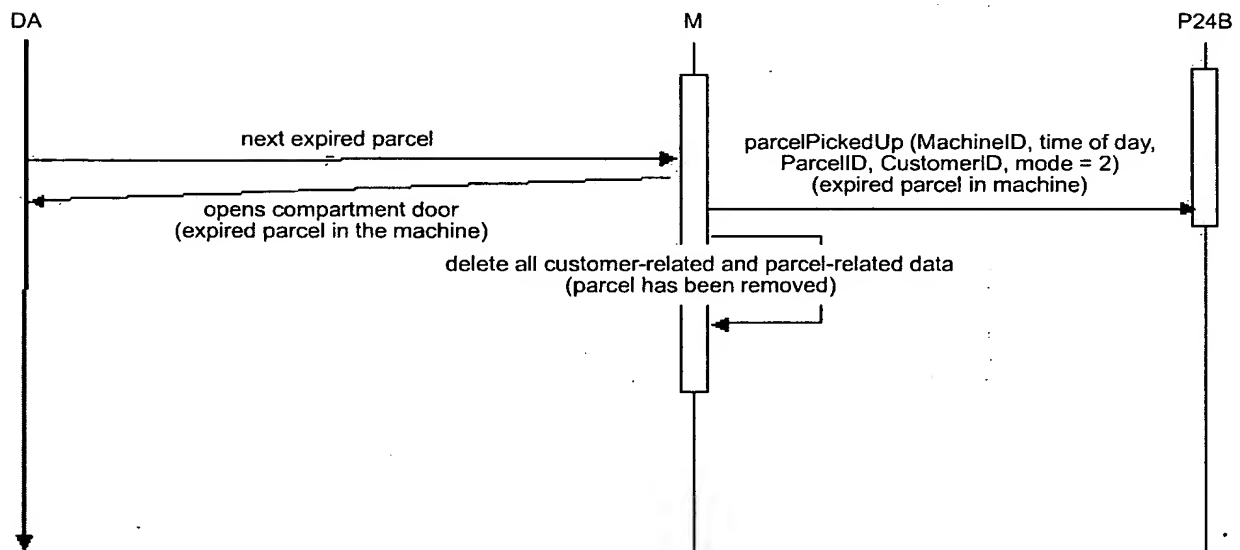 DA
M
P24B
next expired parcel
parcelPickedUp (MachineID, time of day,
ParcelID, CustomerID, mode = 2)
(expired parcel in machine)
opens compartment door
(expired parcel in the machine)
delete all customer-related and parcel-related data
(parcel has been removed)